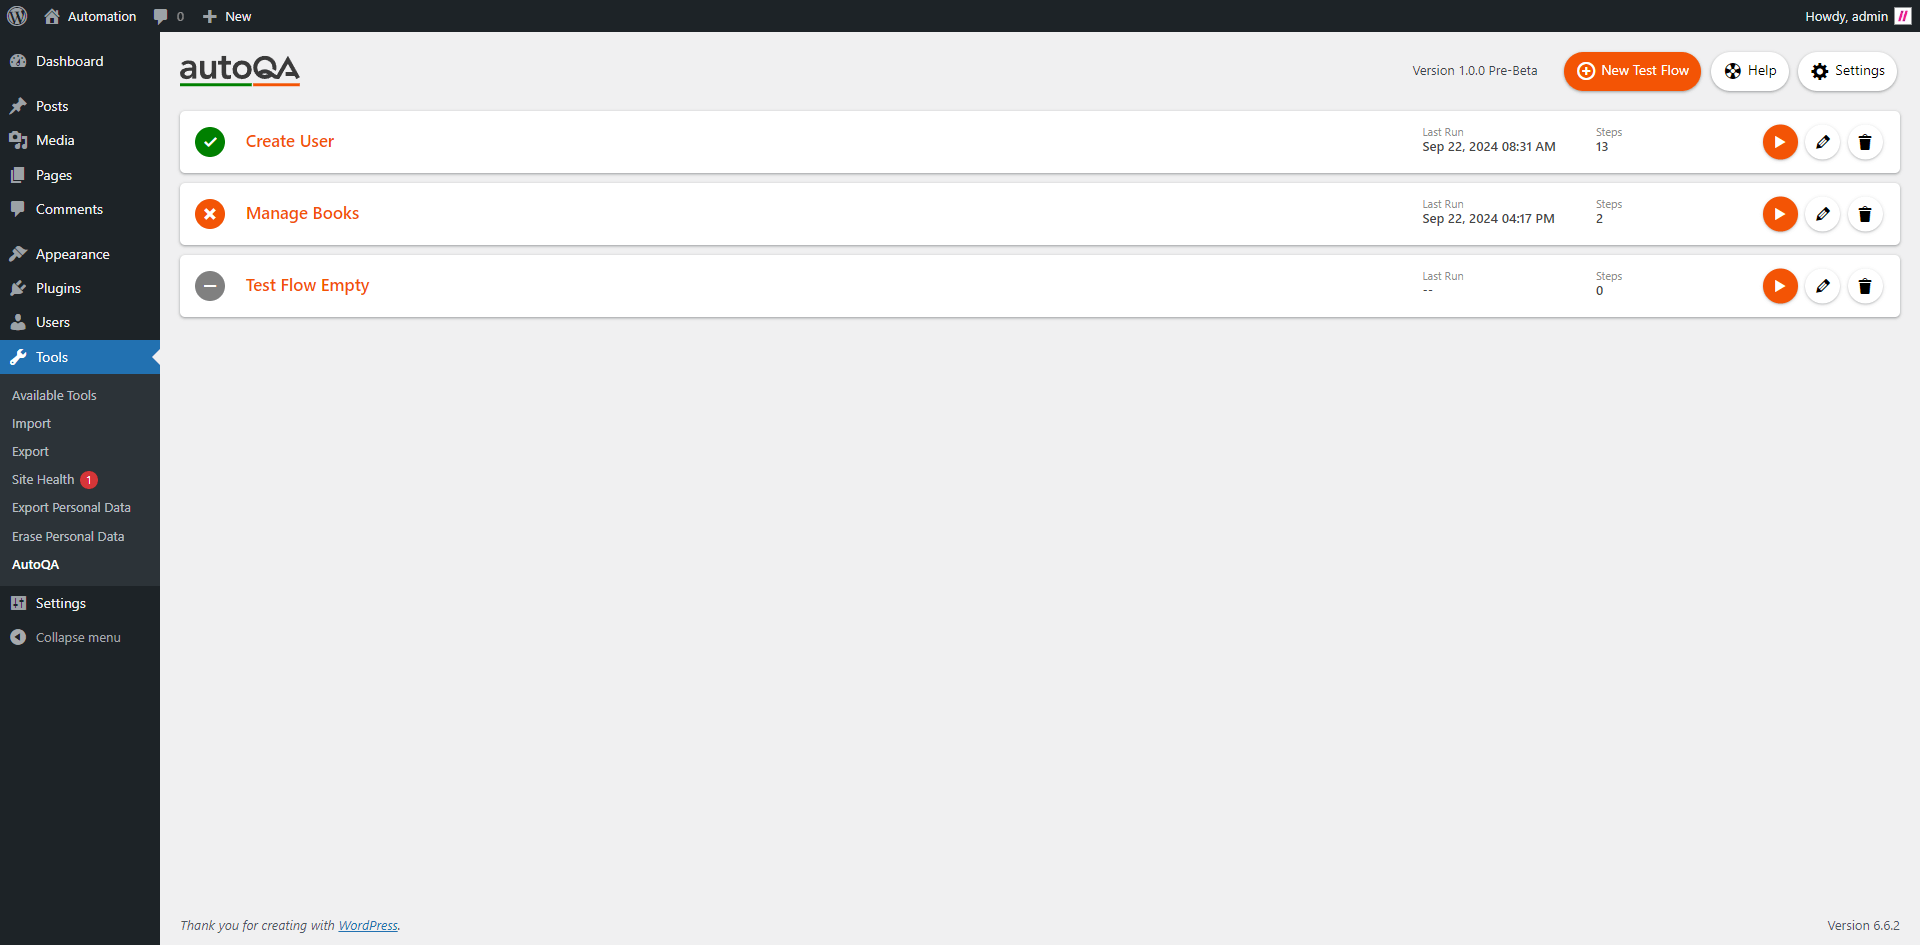 Automation
0
New
Howdy, admin
Dashboard
Posts
Media
Pages
Comments
Appearance
Plugins
Users
Tools
Available Tools
Import
Export
Site Health 1
Export Personal Data
Erase Personal Data
AutoQA
Settings
Collapse menu
autoQA
Version 1.0.0 Pre-Beta
New Test Flow
Help
Settings
Create User
Last Run
Sep 22, 2024 08:31 AM
Steps
13
Manage Books
Last Run
Sep 22, 2024 04:17 PM
Steps
2
Test Flow Empty
Last Run
--
Steps
0
Thank you for creating with WordPress.
Version 6.6.2